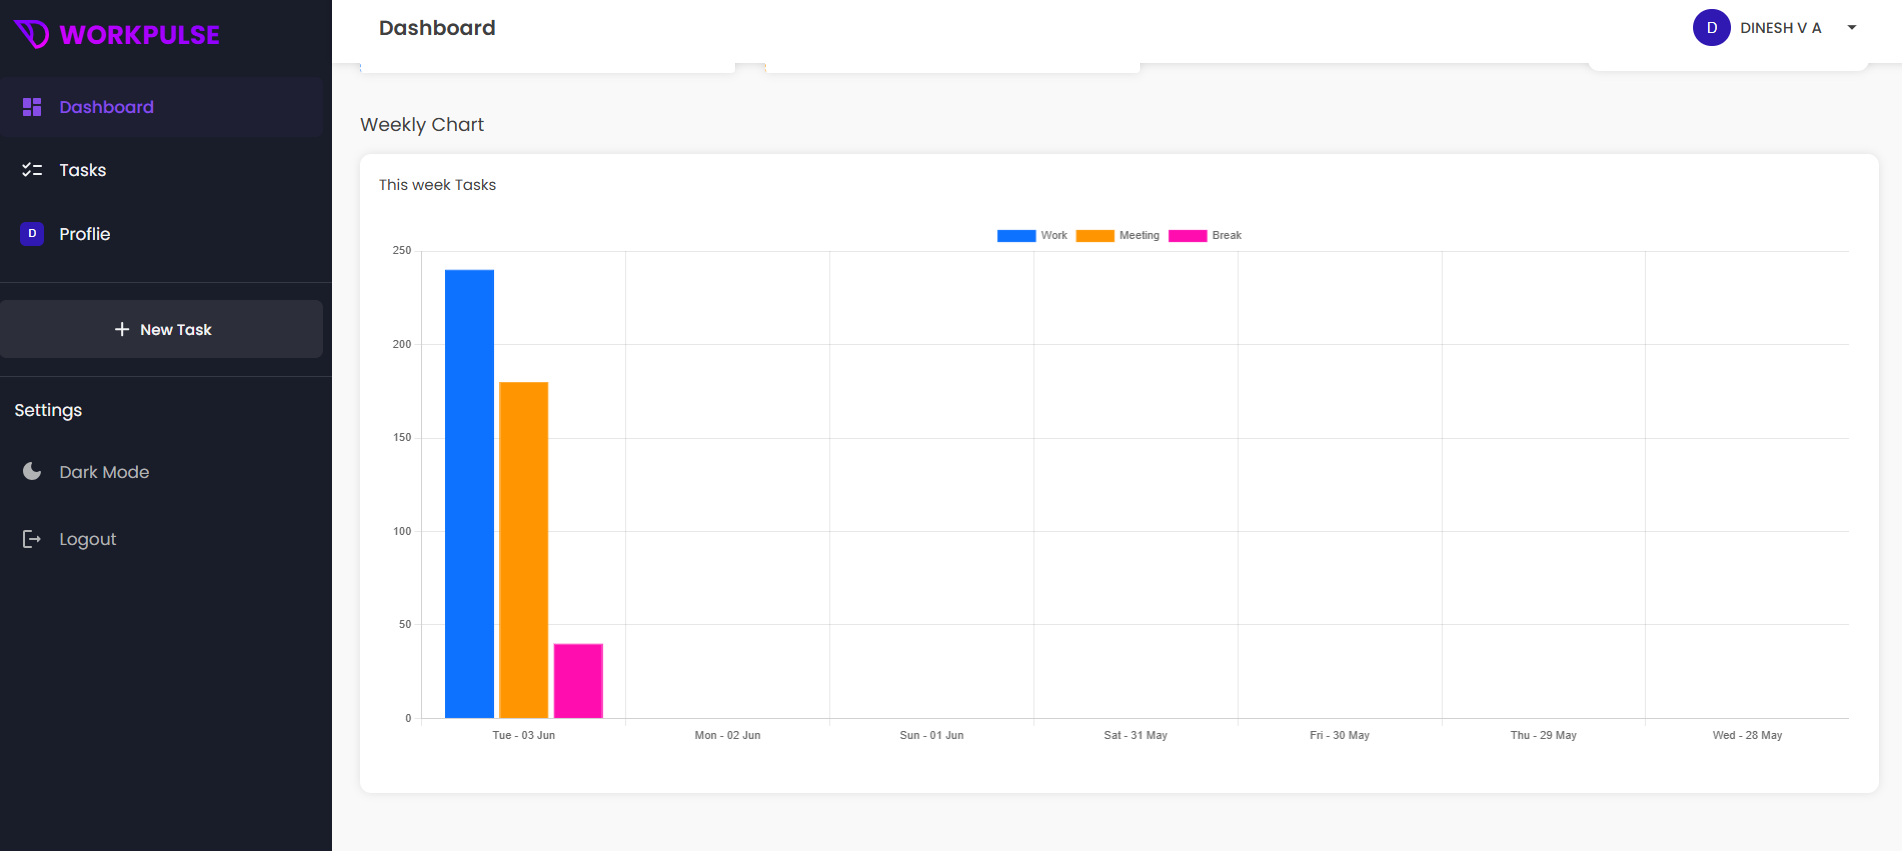 WORKPULSE
Dashboard
Tasks
D
Proflie
New Task
Settings
Dark Mode
Logout
Dashboard
D DINESH V A
Weekly Chart
This week Tasks
Work Meeting Break
250
200
150
100
50
0
Tue - 03 Jun Mon - 02 Jun Sun - 01 Jun Sat - 31 May Fri - 30 May Thu - 29 May Wed - 28 May